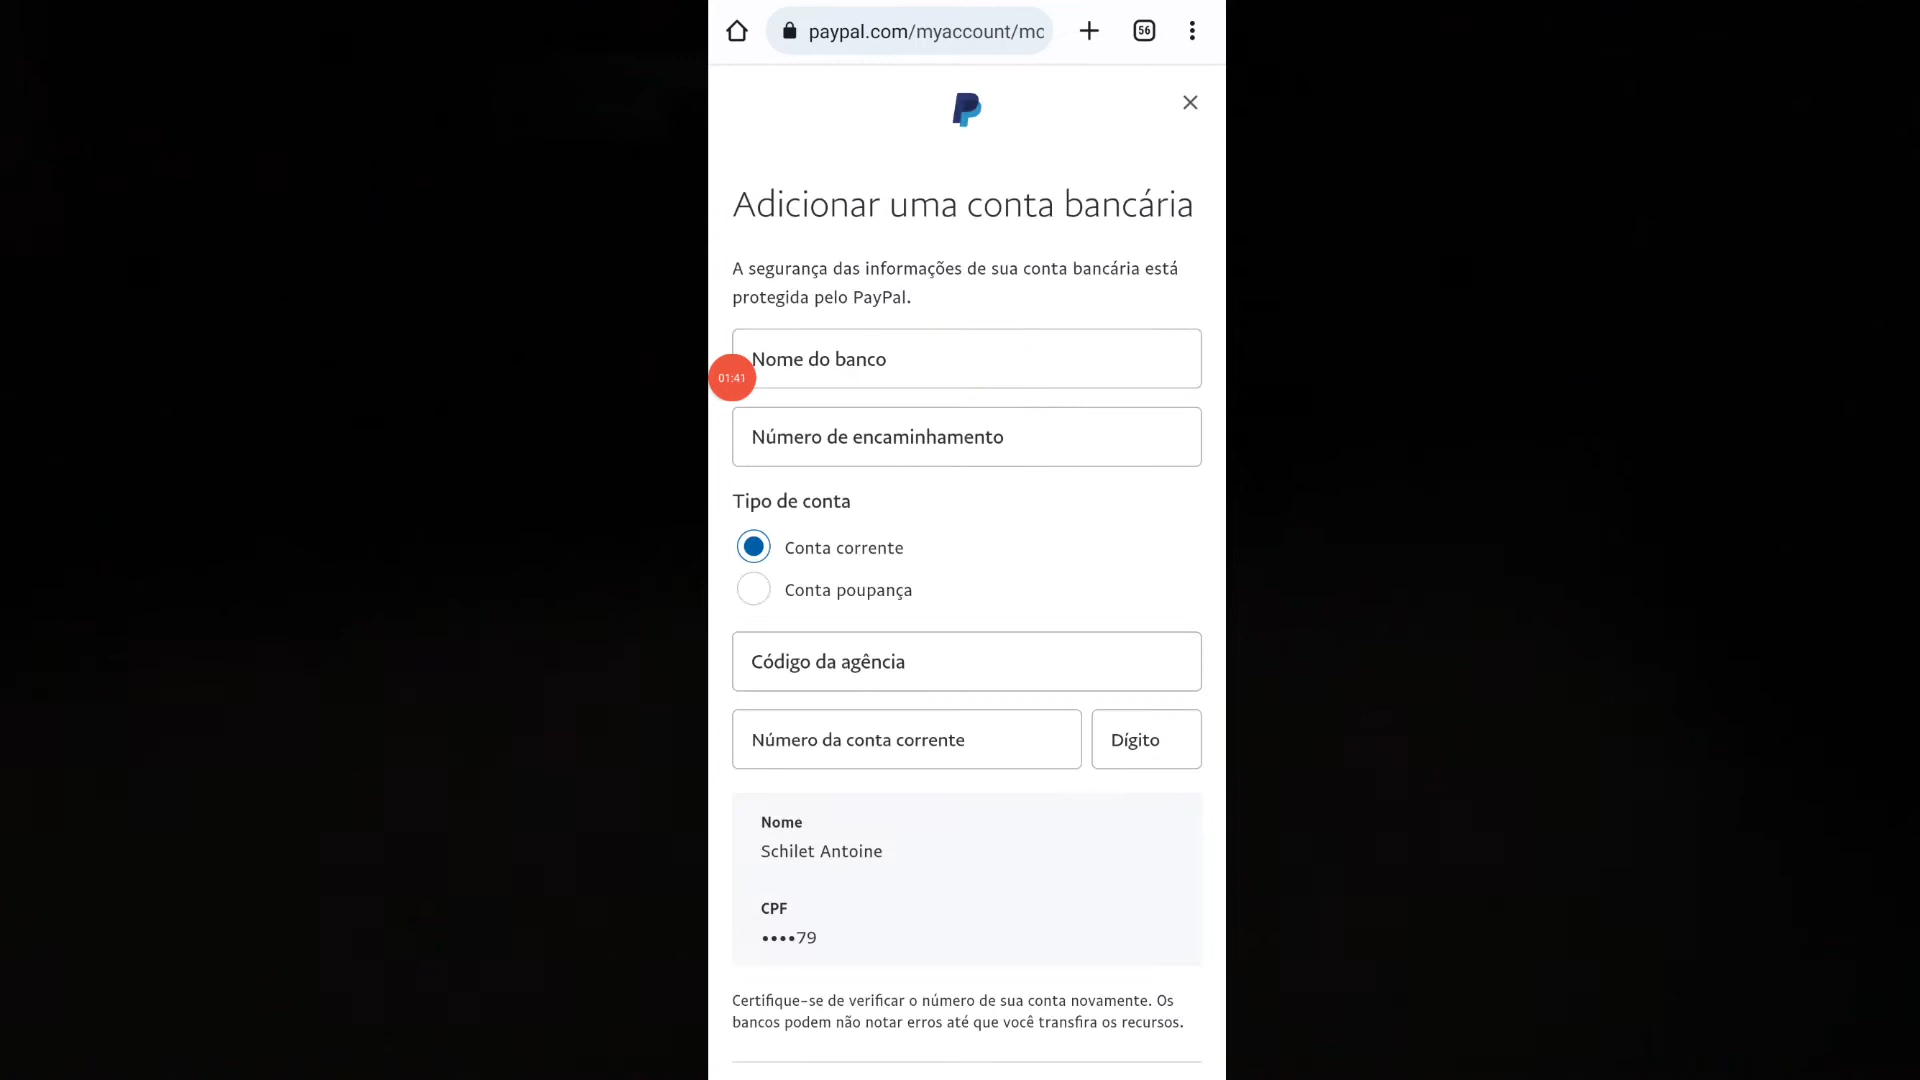 paypal.com/myaccount/mo
56
Adicionar uma conta bancária
A segurança das informações de sua conta bancária está
protegida pelo PayPal.
Nome do banco
01:41
Número de encaminhamento
Tipo de conta
Conta corrente
Conta poupança
Código da agência
Número da conta corrente
Dígito
Nome
Schilet Antoine
CPF
••••79
Certifique-se de verificar o número de sua conta novamente. Os
bancos podem não notar erros até que você transfira os recursos.